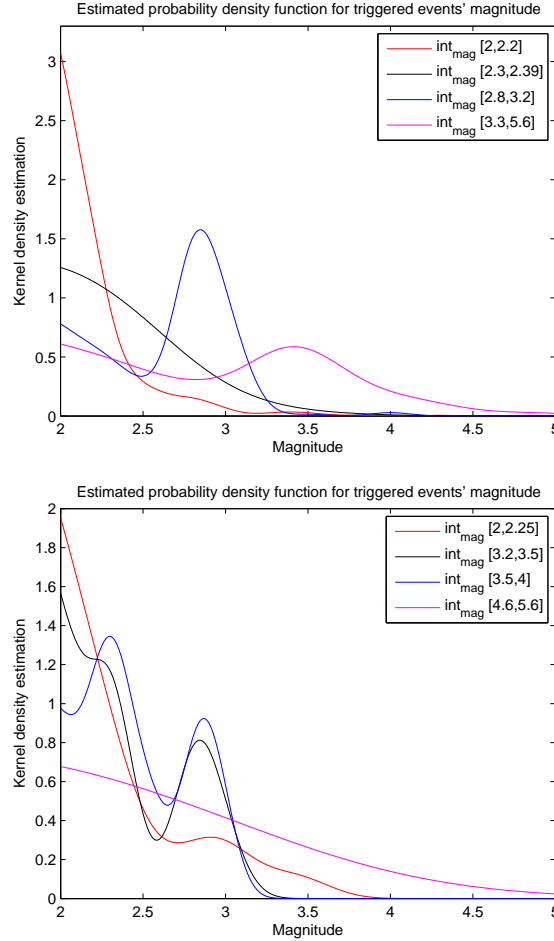 Estimated probability density function for triggered events' magnitude
int_mag [2,2.2]
int_mag [2.3,2.39]
int_mag [2.8,3.2]
int_mag [3.3,5.6]
Kernel density estimation
3
2.5
2
1.5
1
0.5
0
2 2.5 3 3.5 4 4.5 5
Magnitude
Estimated probability density function for triggered events' magnitude
int_mag [2,2.25]
int_mag [3.2,3.5]
int_mag [3.5,4]
int_mag [4.6,5.6]
Kernel density estimation
2
1.8
1.6
1.4
1.2
1
0.8
0.6
0.4
0.2
0
2 2.5 3 3.5 4 4.5 5
Magnitude